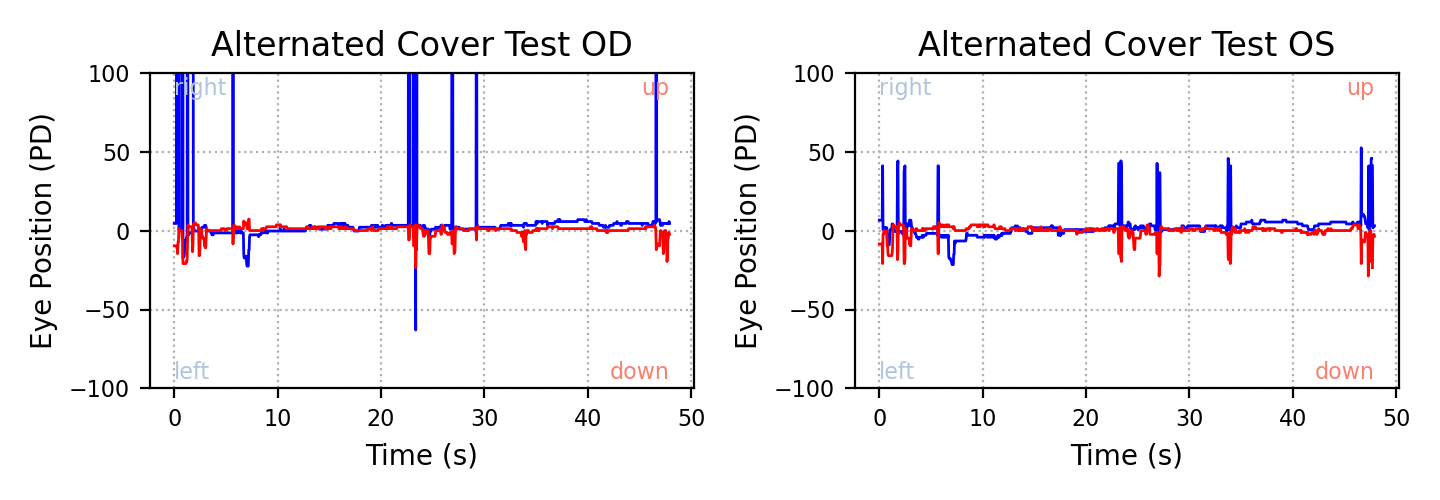 Alternated Cover Test OD
Eye Position (PD)
100
50
0
−50
−100
right
up
left
down
0 10 20 30 40 50
Time (s)
Alternated Cover Test OS
Eye Position (PD)
100
50
0
−50
−100
right
up
left
down
0 10 20 30 40 50
Time (s)